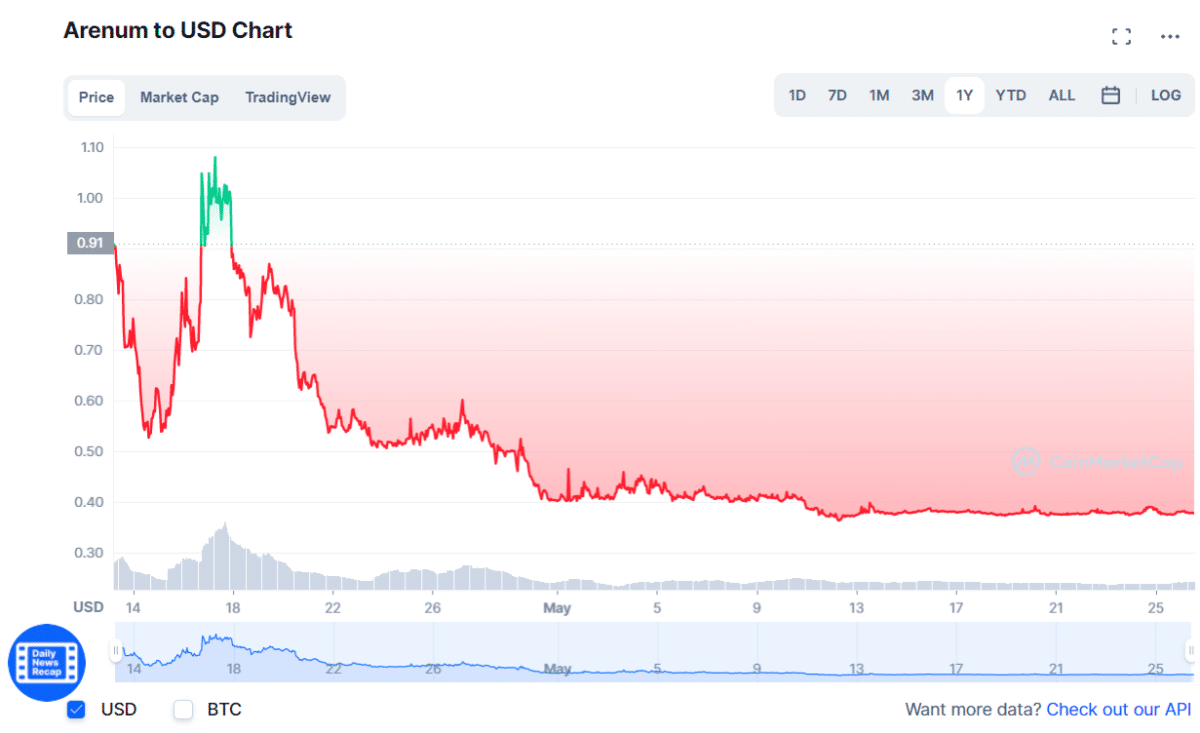 Arenum to USD Chart
Price Market Cap TradingView
1D 7D 1M 3M 1Y YTD ALL LOG
1.10
1.00
0.91
0.80
0.70
0.60
0.50
CoinMarketCap
0.40
0.30
USD 14 18 22 26 May 5 9 13 17 21 25
14 18 22 26 May 5 9 13 17 21 25
Daily
News
Recap
USD BTC
Want more data? Check out our API